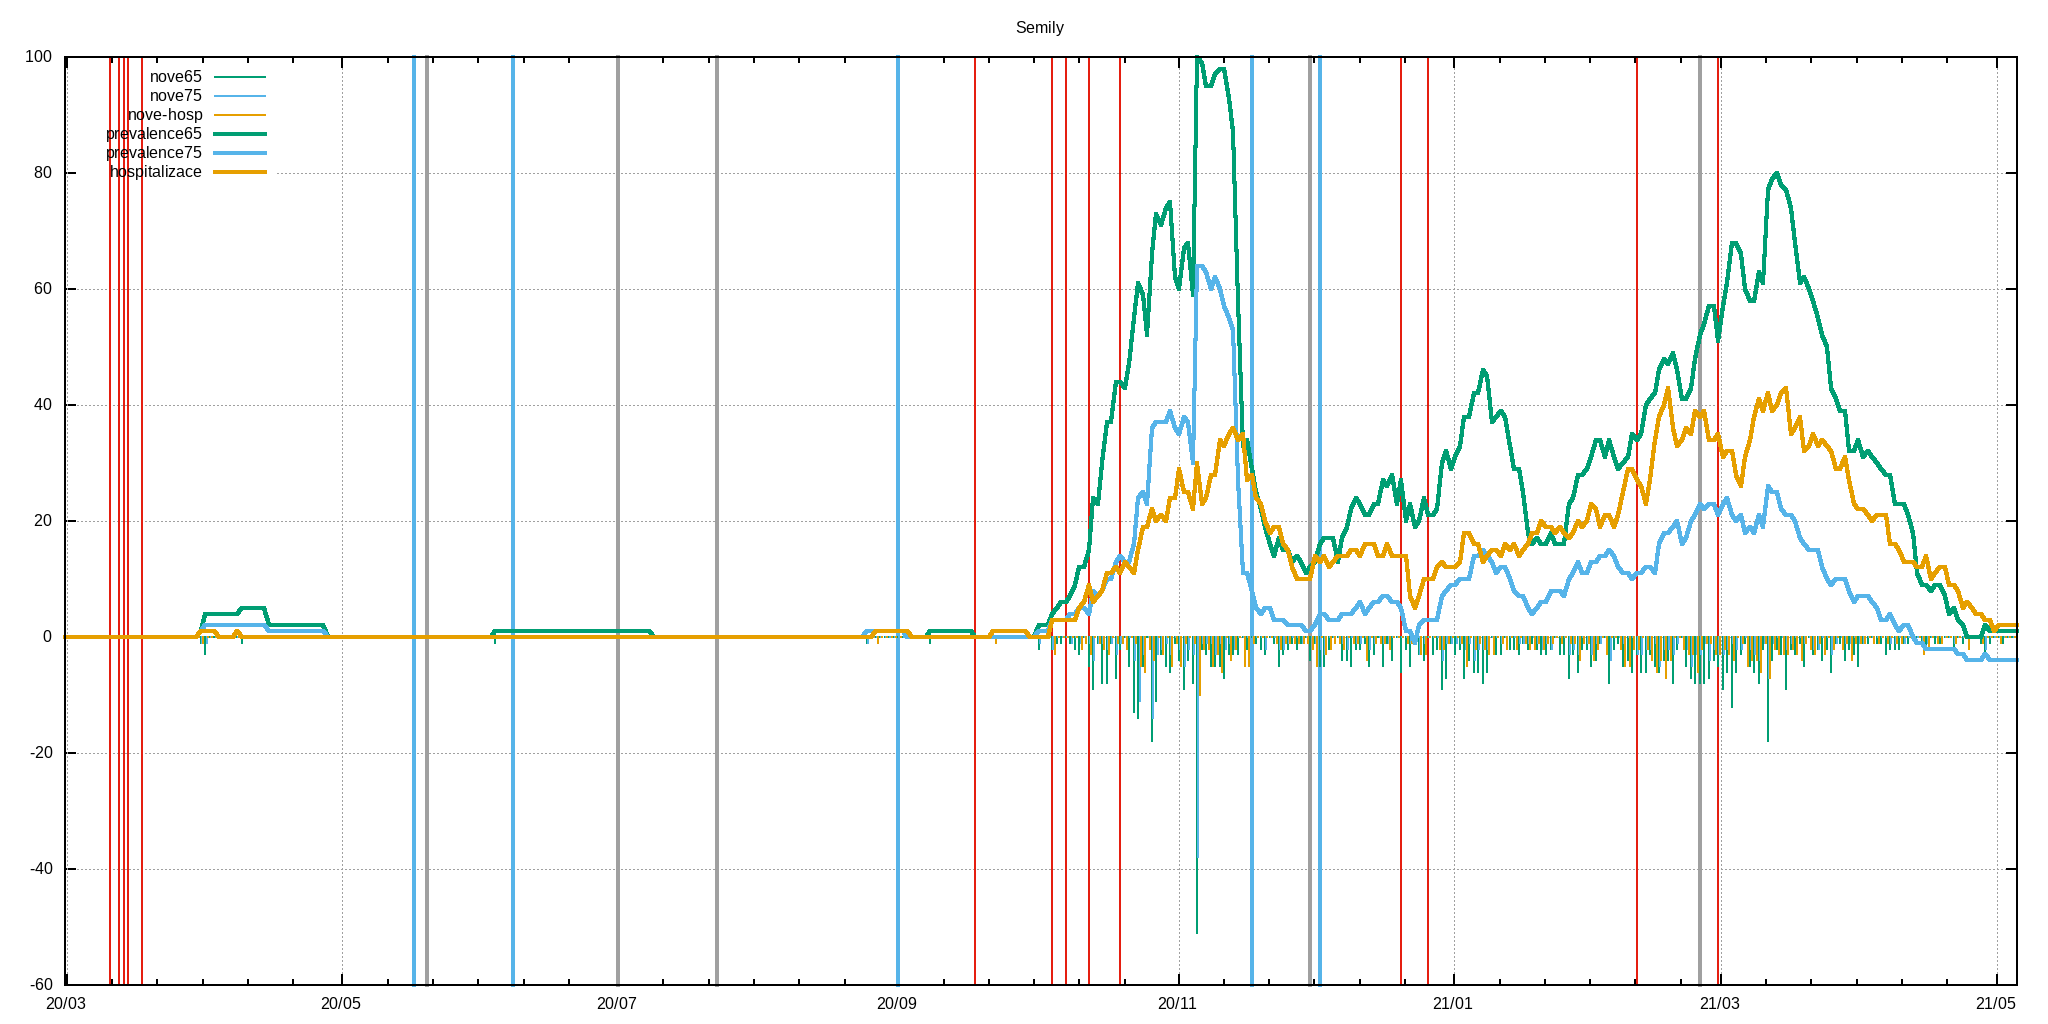 Semily
100
80
60
40
20
0
-20
-40
-60
nove65
nove75
nove-hosp
prevalence65
prevalence75
hospitalizace
20/03 20/05 20/07 20/09 20/11 21/01 21/03 21/05